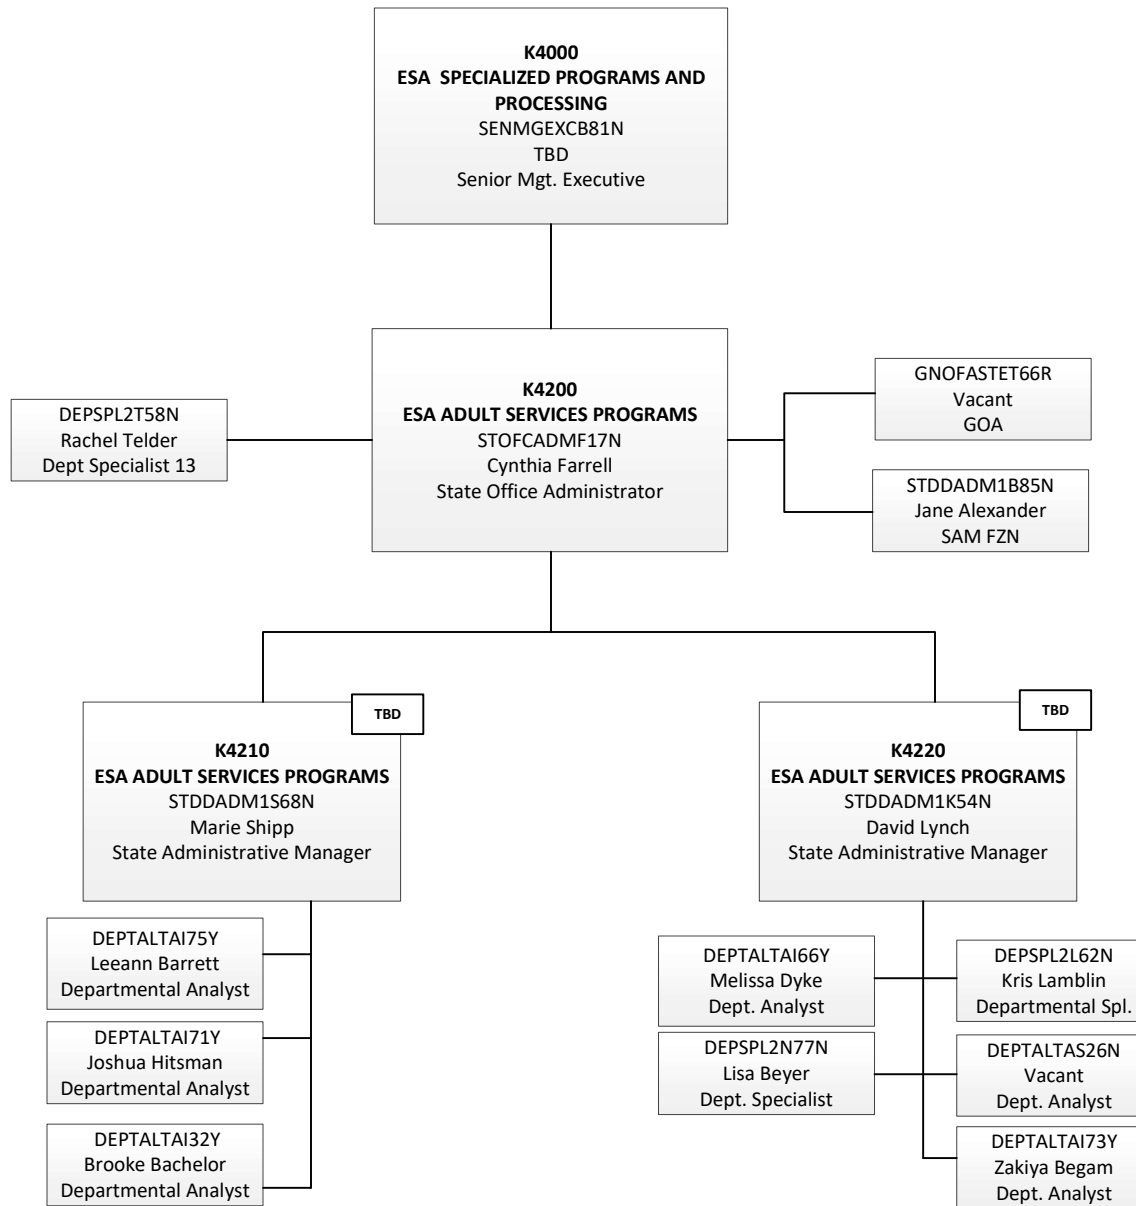 K4000
ESA SPECIALIZED PROGRAMS AND
PROCESSING
SENMGEXCB81N
TBD
Senior Mgt. Executive
K4200
ESA ADULT SERVICES PROGRAMS
STOFCADMF17N
Cynthia Farrell
State Office Administrator
DEPSPL2T58N
Rachel Telder
Dept Specialist 13
GNOFASTET66R
Vacant
GOA
STDDADM1B85N
Jane Alexander
SAM FZN
TBD
K4210
ESA ADULT SERVICES PROGRAMS
STDDADM1S68N
Marie Shipp
State Administrative Manager
DEPTALTAI75Y
Leeann Barrett
Departmental Analyst
DEPTALTAI71Y
Joshua Hitsman
Departmental Analyst
DEPTALTAI32Y
Brooke Bachelor
Departmental Analyst
TBD
K4220
ESA ADULT SERVICES PROGRAMS
STDDADM1K54N
David Lynch
State Administrative Manager
DEPTALTAI66Y
Melissa Dyke
Dept. Analyst
DEPSPL2L62N
Kris Lamblin
Departmental Spl.
DEPSPL2N77N
Lisa Beyer
Dept. Specialist
DEPTALTAS26N
Vacant
Dept. Analyst
DEPTALTAI73Y
Zakiya Begam
Dept. Analyst